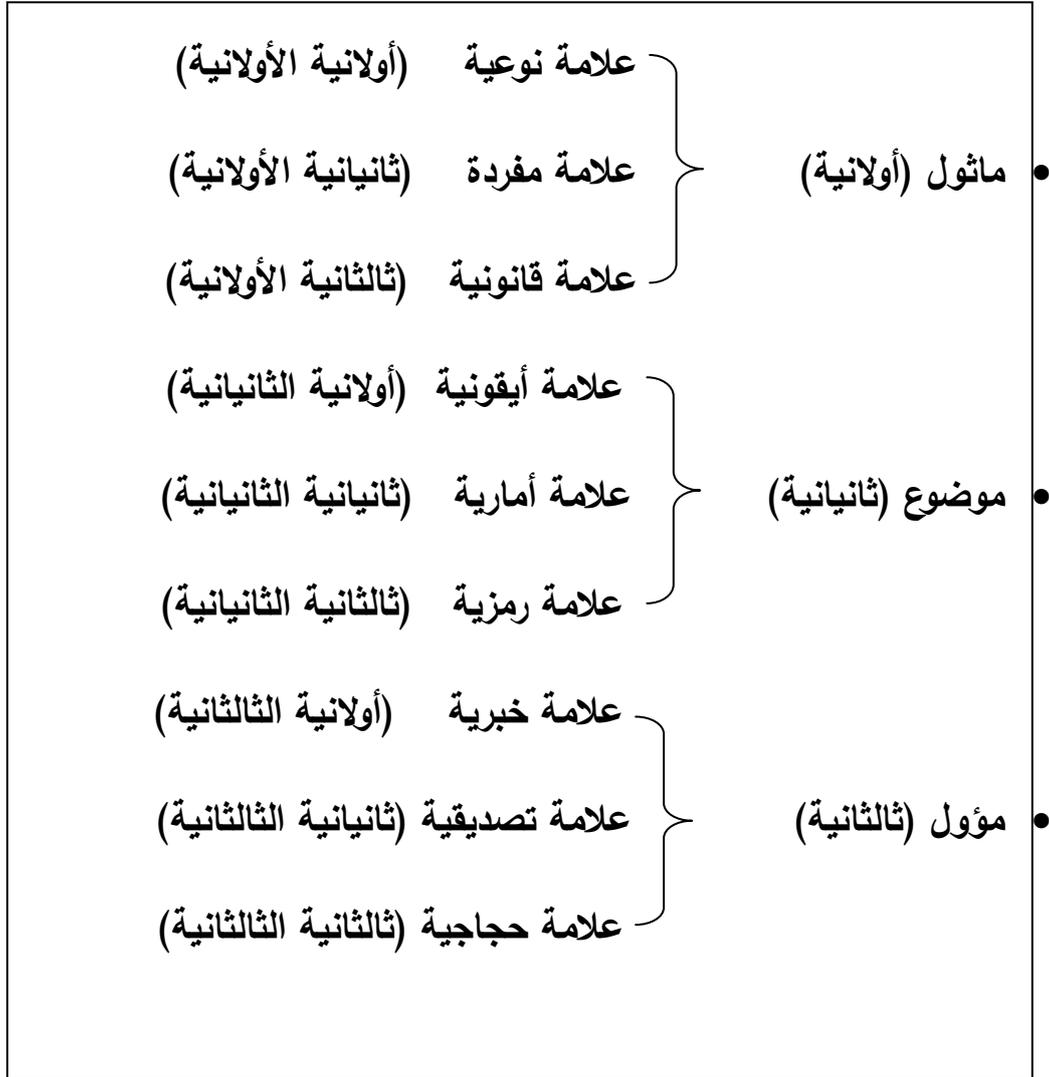 علامة نوعية (أولانية الأولانية)
• ماثول (أولانية) علامة مفردة (ثانيانية الأولانية)
علامة قانونية (ثالثانية الأولانية)
علامة أيقونية (أولانية الثانيانية)
• موضوع (ثانيانية) علامة أمارية (ثانيانية الثانيانية)
علامة رمزية (ثالثانية الثانيانية)
علامة خبرية (أولانية الثالثانية)
• مؤول (ثالثانية) علامة تصديقية (ثانيانية الثالثانية)
علامة حجاجية (ثالثانية الثالثانية)